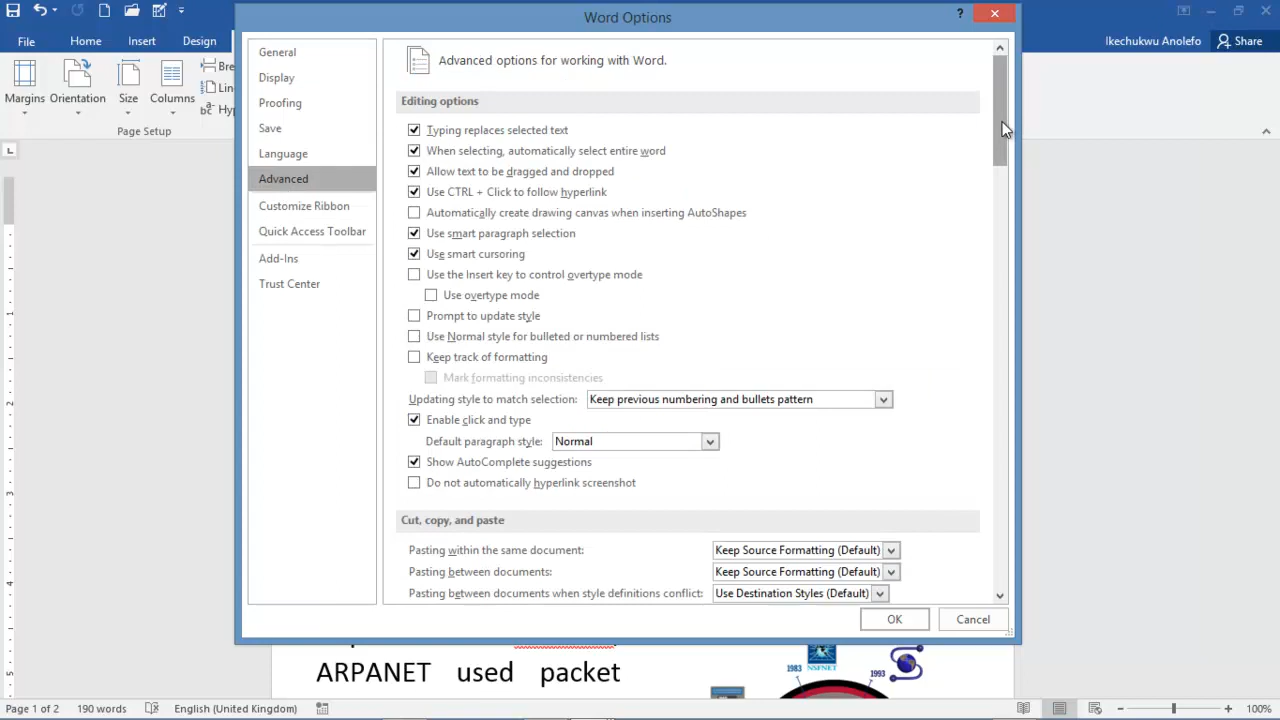 Word Options
?
Ikechukwu Anolefo
Share
File
Home
Insert
Design
Margins
Orientation
Size
Columns
Bre
Lin
Hyp
Page Setup
General
Display
Proofing
Save
Language
Advanced
Customize Ribbon
Quick Access Toolbar
Add-Ins
Trust Center
Advanced options for working with Word.
Editing options
Typing replaces selected text
When selecting, automatically select entire word
Allow text to be dragged and dropped
Use CTRL + Click to follow hyperlink
Automatically create drawing canvas when inserting AutoShapes
Use smart paragraph selection
Use smart cursoring
Use the Insert key to control overtype mode
Use overtype mode
Prompt to update style
Use Normal style for bulleted or numbered lists
Keep track of formatting
Mark formatting inconsistencies
Updating style to match selection: Keep previous numbering and bullets pattern
Enable click and type
Default paragraph style: Normal
Show AutoComplete suggestions
Do not automatically hyperlink screenshot
Cut, copy, and paste
Pasting within the same document: Keep Source Formatting (Default)
Pasting between documents: Keep Source Formatting (Default)
Pasting between documents when style definitions conflict: Use Destination Styles (Default)
OK
Cancel
1
2
3
4
5
ARPANET used packet
1983
NSFNET
1993
Page 1 of 2
190 words
English (United Kingdom)
100%